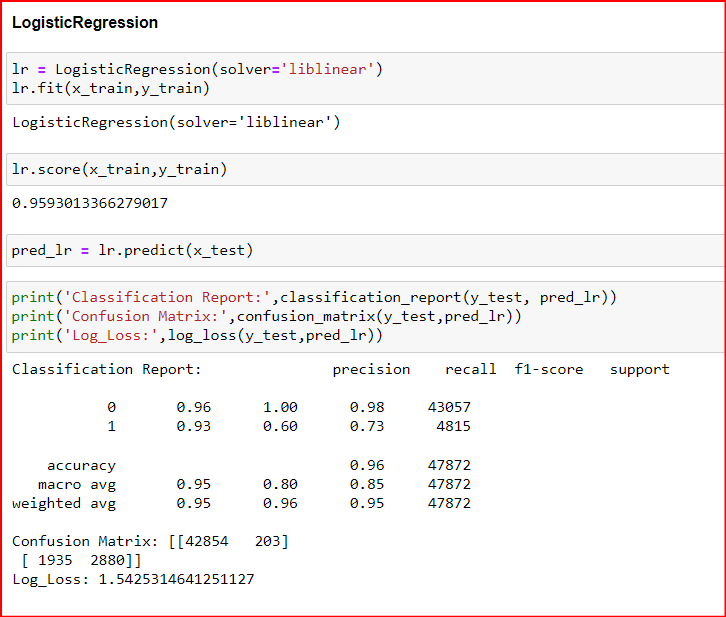 LogisticRegression
lr = LogisticRegression(solver='liblinear')
lr.fit(x_train,y_train)
LogisticRegression(solver='liblinear')
lr.score(x_train,y_train)
0.9593013366279017
pred_lr = lr.predict(x_test)
print('Classification Report:',classification_report(y_test, pred_lr))
print('Confusion Matrix:',confusion_matrix(y_test,pred_lr))
print('Log_Loss:',log_loss(y_test,pred_lr))
Classification Report:               precision    recall  f1-score   support
           0       0.96      1.00      0.98     43057
           1       0.93      0.60      0.73      4815
    accuracy                           0.96     47872
   macro avg       0.95      0.80      0.85     47872
weighted avg       0.95      0.96      0.95     47872
Confusion Matrix: [[42854   203]
 [ 1935  2880]]
Log_Loss: 1.5425314641251127